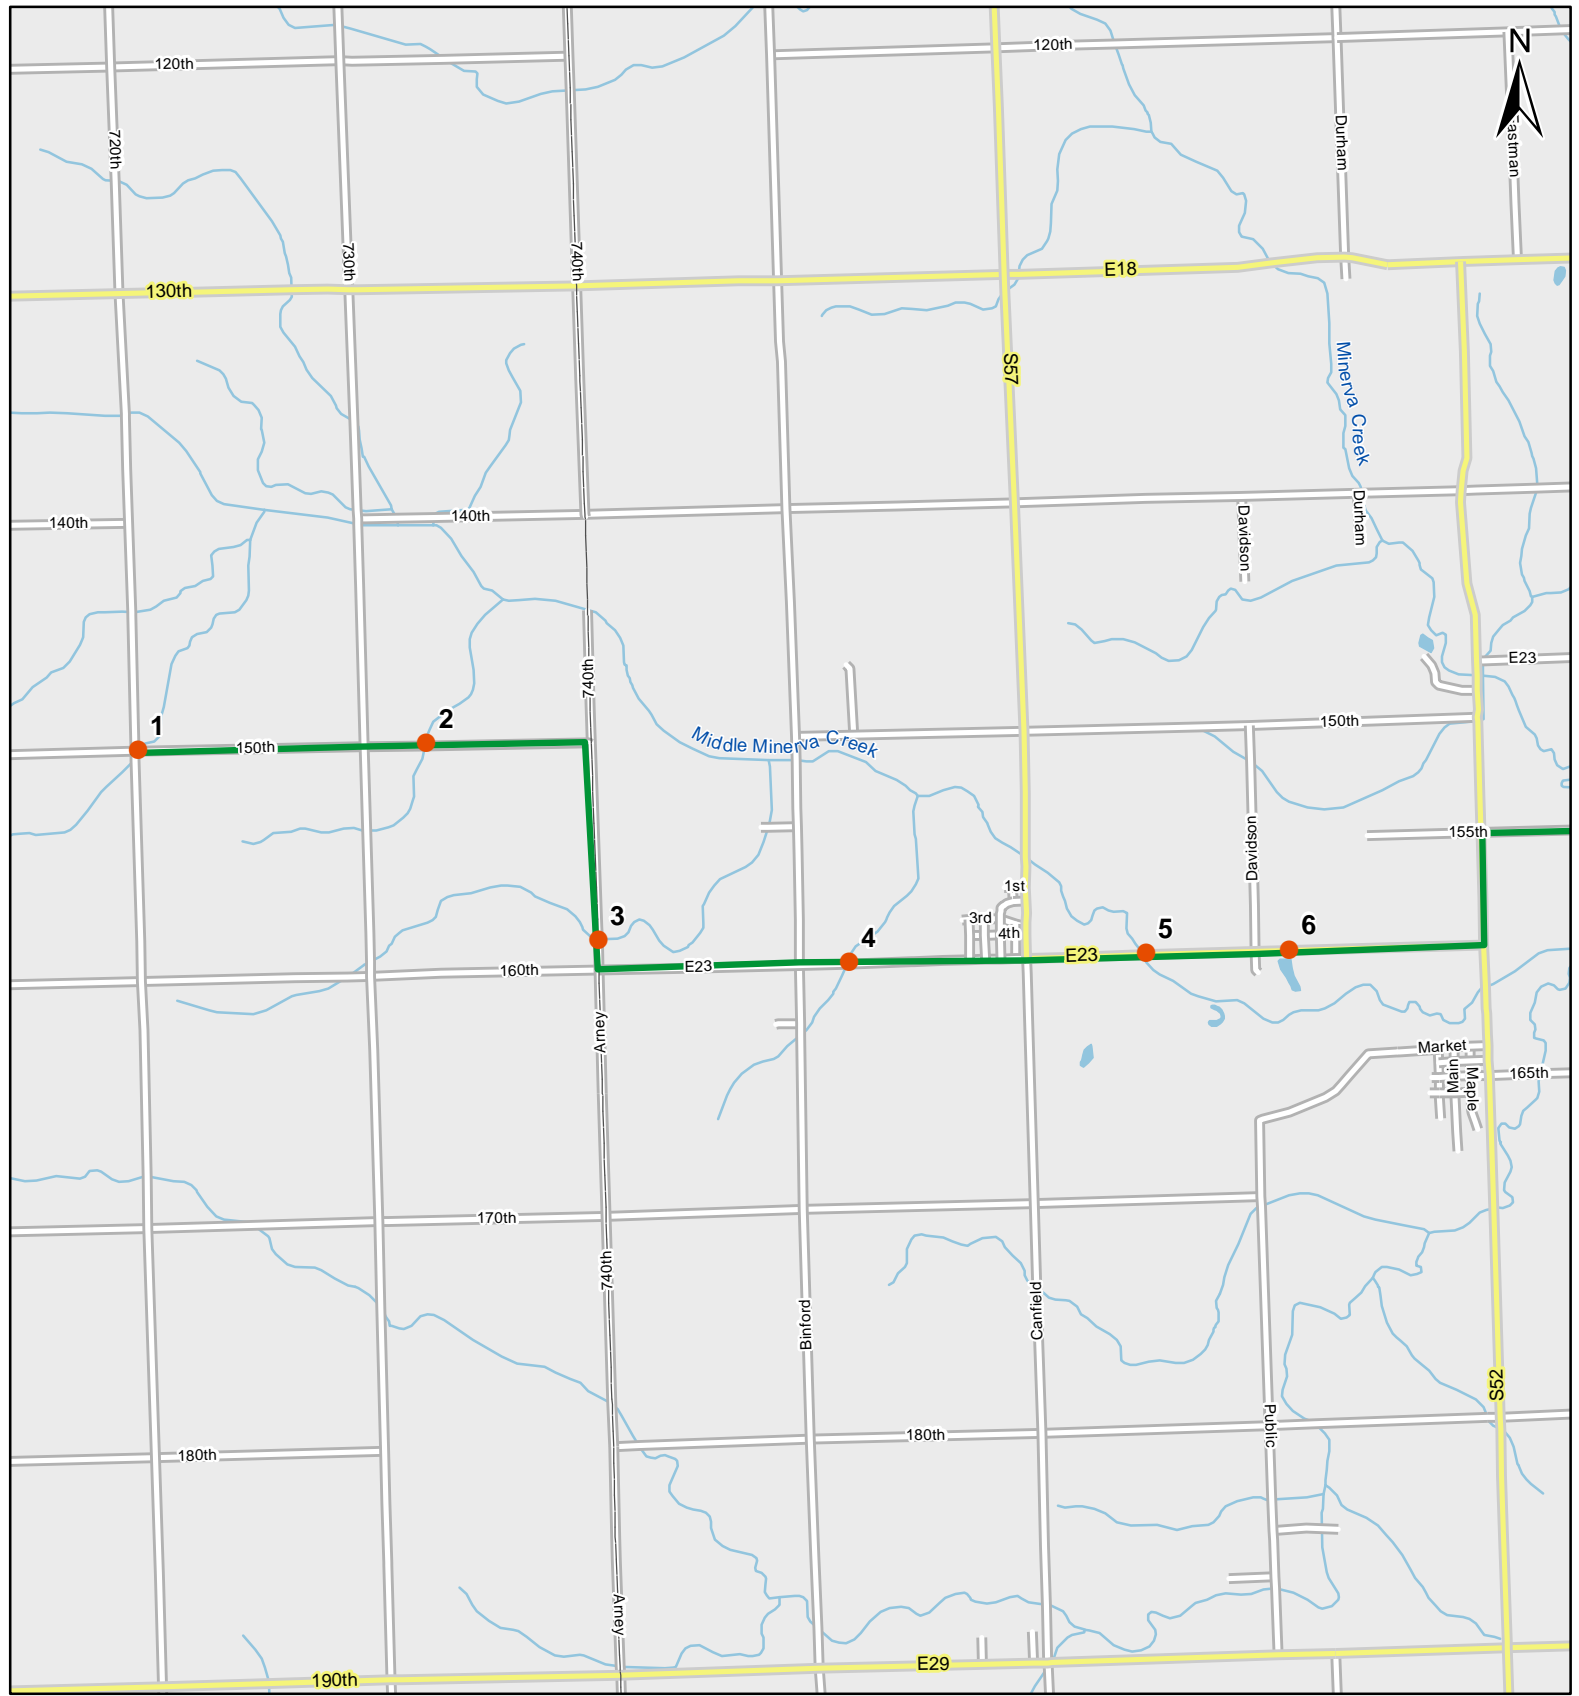 N
120th
120th
720th
Durham
Eastman
730th
740th
130th
E18
S57
Minerva Creek
140th
140th
Durham
Davidson
740th
E23
1
2
150th
150th
Middle Minerva Creek
155th
Davidson
1st
3
3rd
4th
4
5
6
160th
E23
E23
Arney
Market
Main
Maple
165th
170th
740th
Binford
Canfield
S52
Public
180th
180th
Arney
190th
E29